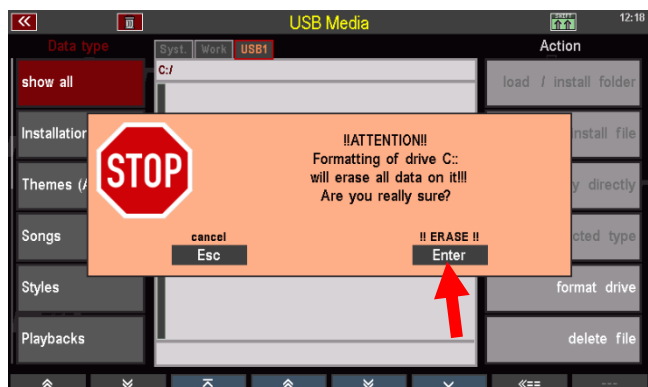 USB Media
SHIFT
12:18
Data type
Syst. Work USB1
Action
C:/
show all
load / install folder
Installation
install file
Themes (A
y directly
Songs
cted type
Styles
format drive
Playbacks
delete file
STOP
!!ATTENTION!!
Formatting of drive C::
will erase all data on it!!!
Are you really sure?
cancel
!! ERASE !!
Esc
Enter